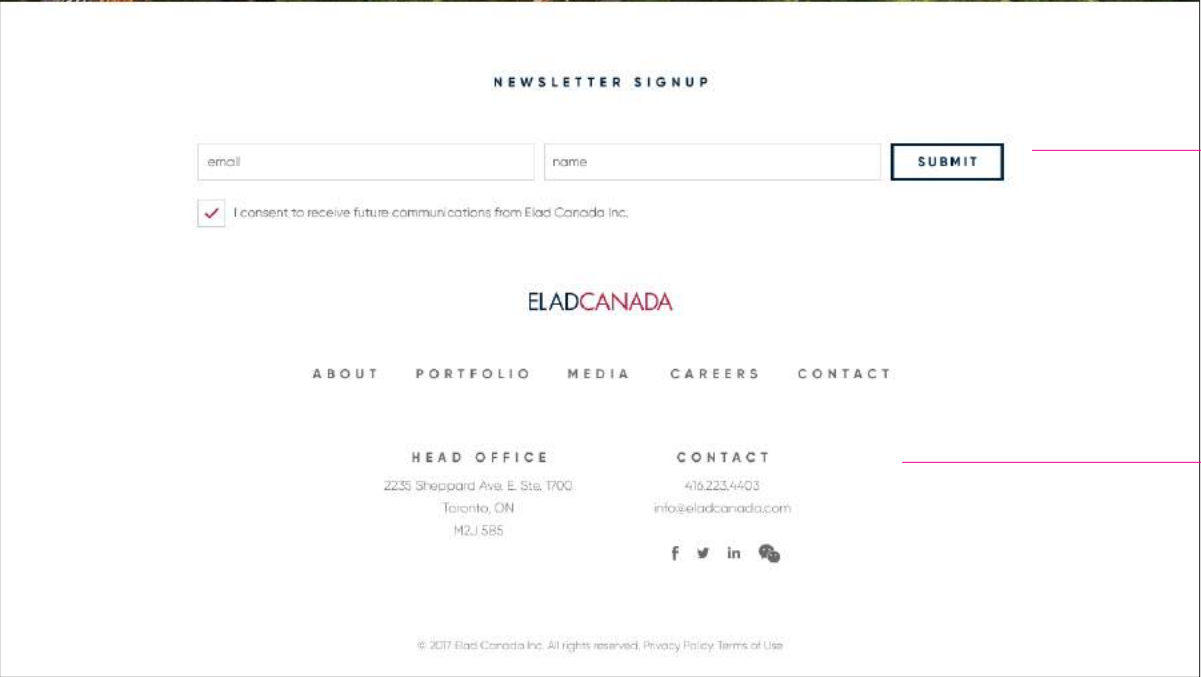 NEWSLETTER SIGNUP
email name SUBMIT
I consent to receive future communications from Elad Canada Inc.
ELADCANADA
ABOUT PORTFOLIO MEDIA CAREERS CONTACT
HEAD OFFICE
2235 Sheppard Ave. E. Ste. 1700
Toronto, ON
M2J 5B5
CONTACT
416.223.4403
info@eladcanada.com
f in
© 2017 Elad Canada Inc. All rights reserved. Privacy Policy. Terms of Use